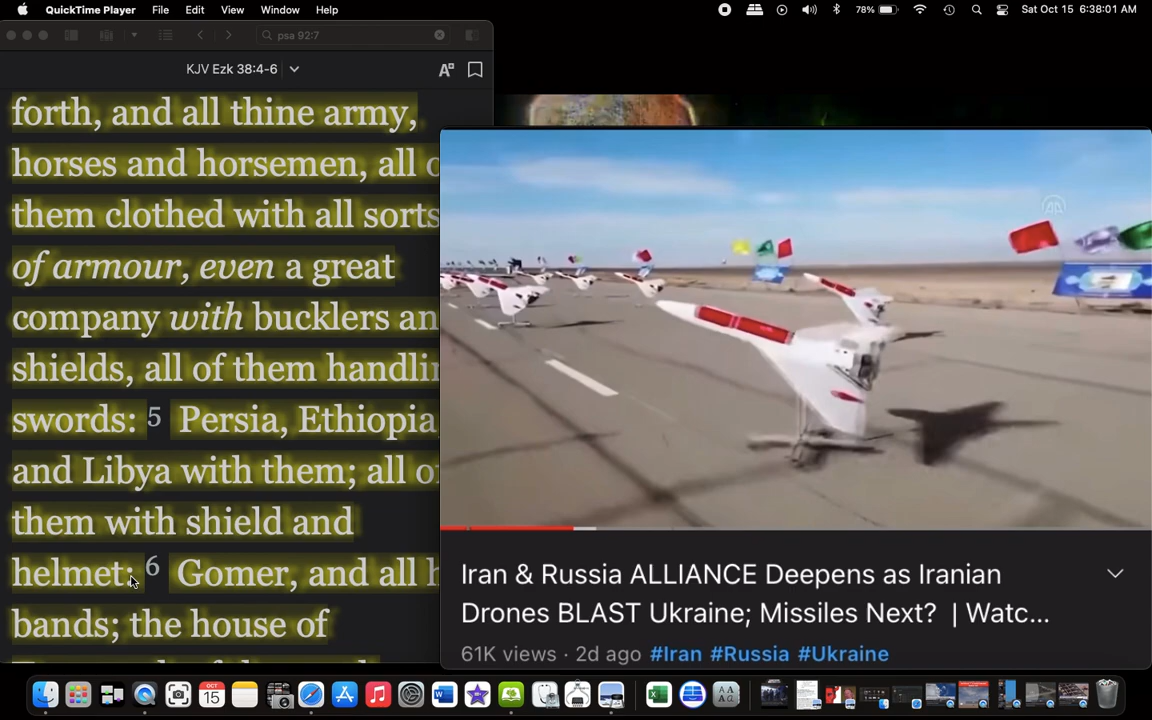 QuickTime Player File Edit View Window Help 78% Sat Oct 15 6:38:01 AM
psa 92:7
KJV Ezk 38:4-6
forth, and all thine army,
horses and horsemen, all o
them clothed with all sorts
of armour, even a great
company with bucklers an
shields, all of them handli
swords: 5 Persia, Ethiopia
and Libya with them; all o
them with shield and
helmet: 6 Gomer, and all h
bands; the house of
Iran & Russia ALLIANCE Deepens as Iranian
Drones BLAST Ukraine; Missiles Next? | Watc...
61K views · 2d ago #Iran #Russia #Ukraine
OCT
15